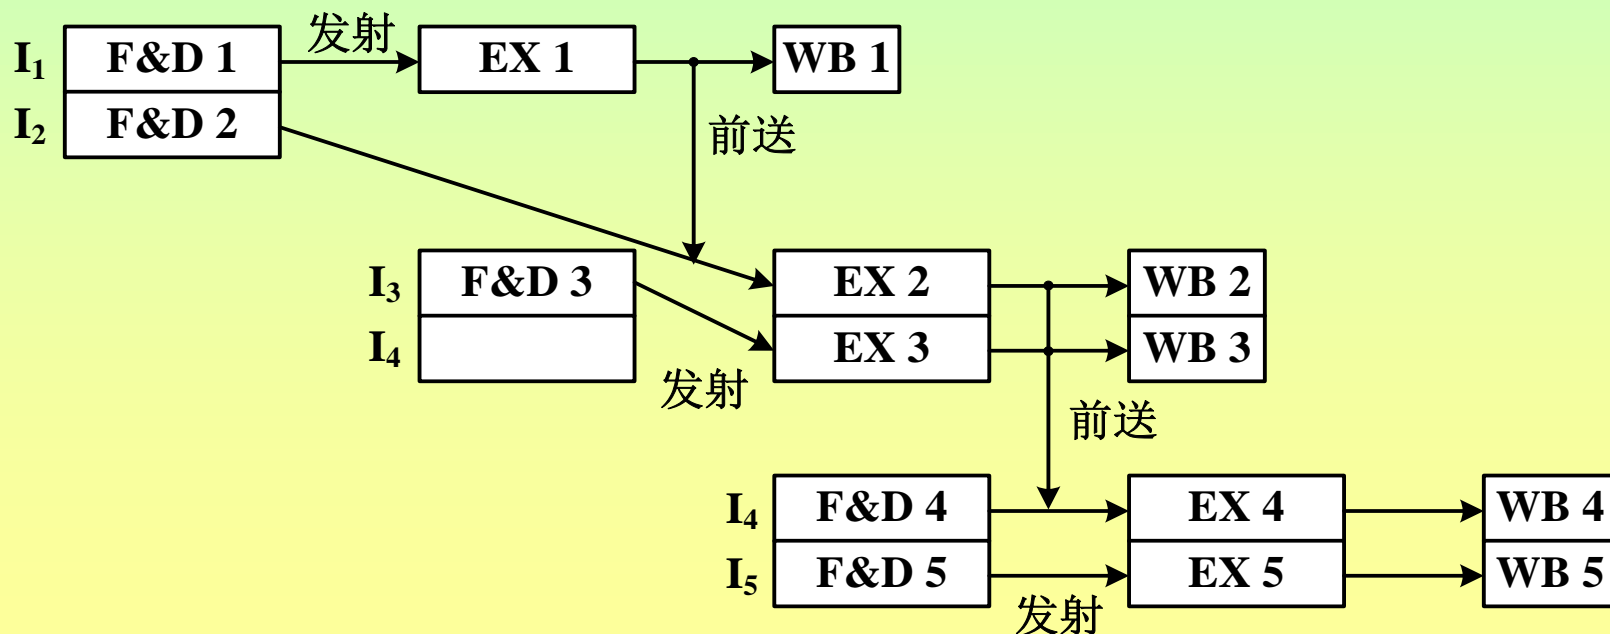 I₁ F&D 1 发射 EX 1 WB 1
I₂ F&D 2 前送
I₃ F&D 3 EX 2 WB 2
I₄ EX 3 WB 3
发射 前送
I₄ F&D 4 EX 4 WB 4
I₅ F&D 5 EX 5 WB 5
发射